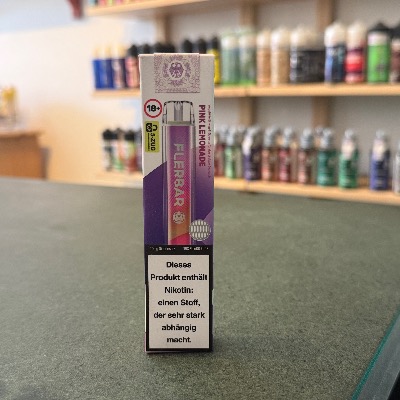 18+
PINK LEMONADE
FLERBAR
Dieses
Produkt enthält
Nikotin:
einen Stoff,
der sehr stark
abhängig
macht.